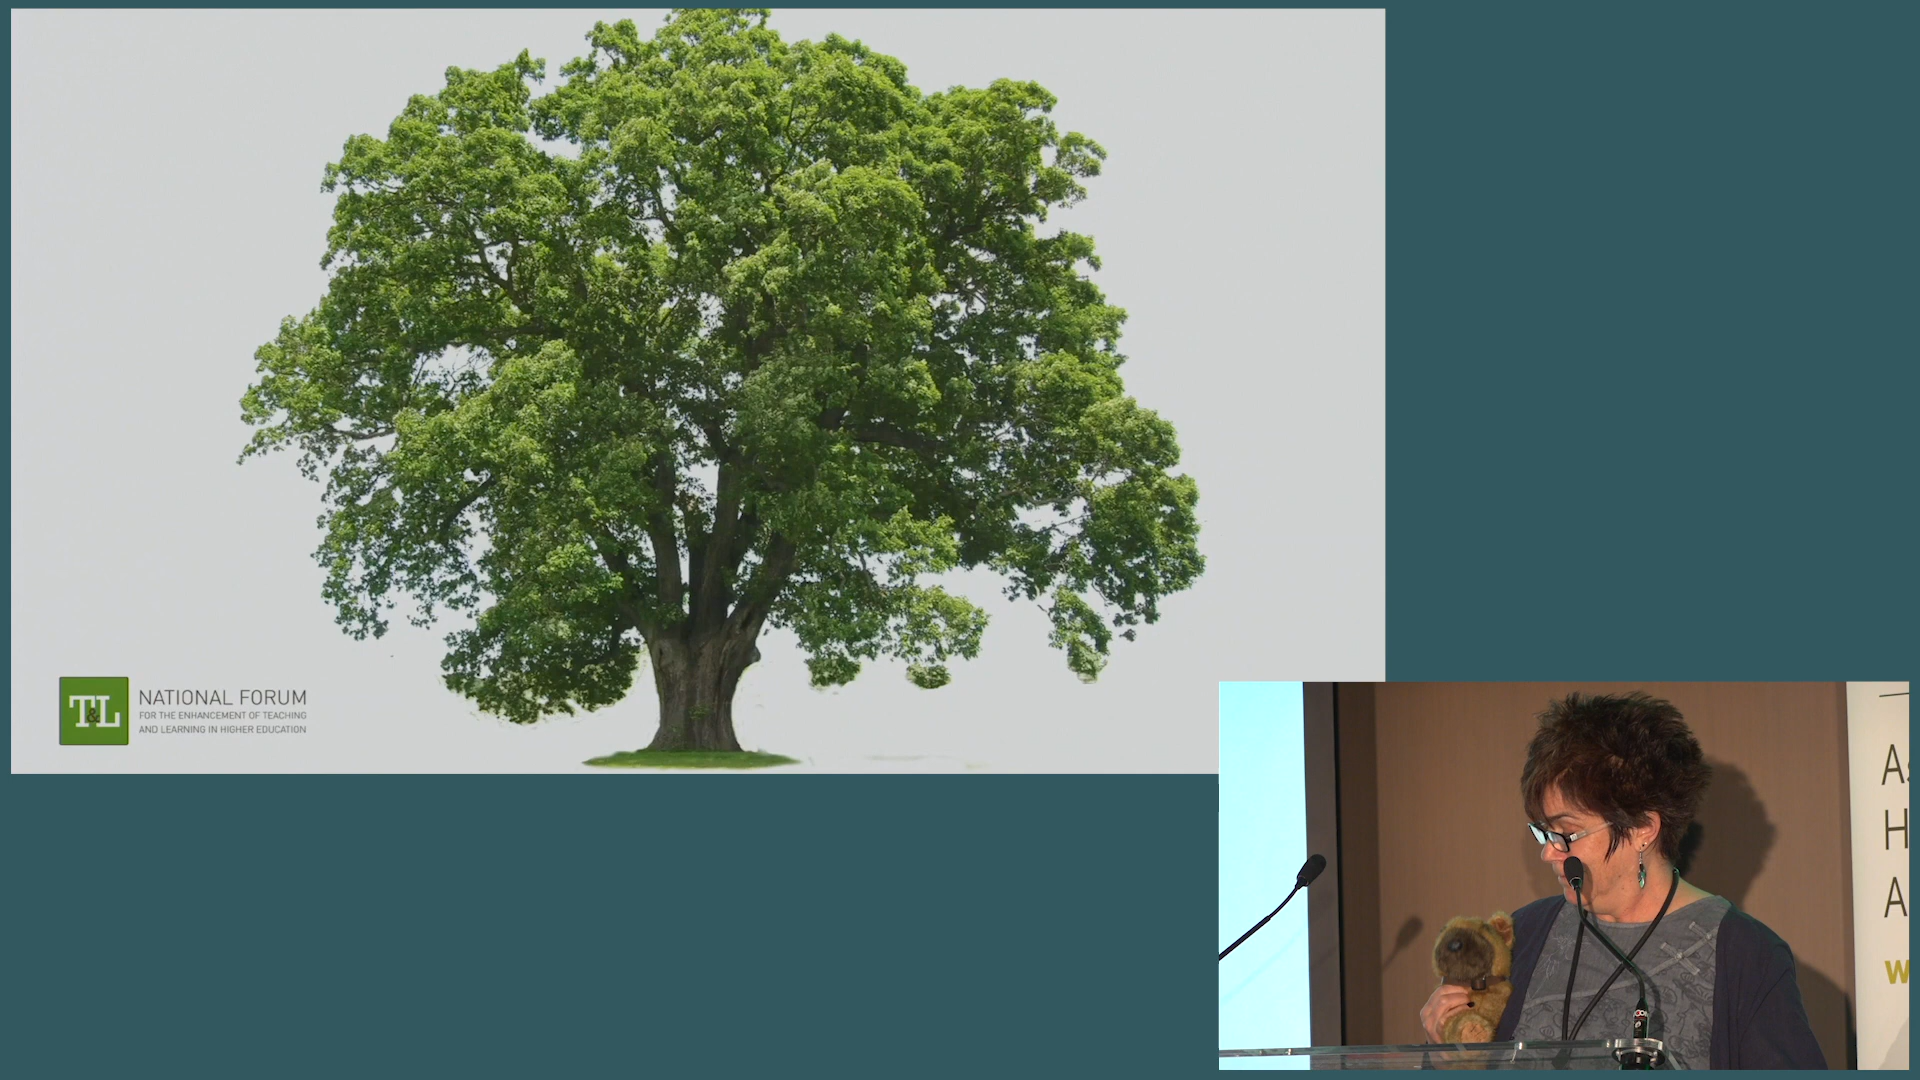 T&L
NATIONAL FORUM
FOR THE ENHANCEMENT OF TEACHING
AND LEARNING IN HIGHER EDUCATION
A
H
A